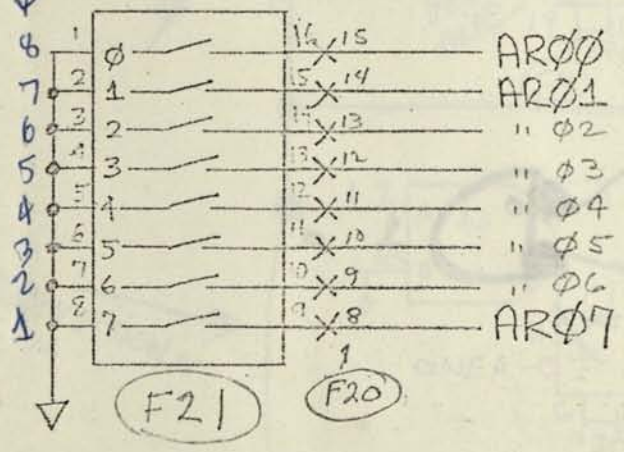 8 1 Ø 16 15 ARØØ
7 2 1 15 14 ARØ1
6 3 2 14 13 " Ø2
5 4 3 13 12 " Ø3
4 5 4 12 11 " Ø4
3 6 5 11 10 " Ø5
2 7 6 10 9 " Ø6
1 8 7 9 8 ARØ7
1
F21 F20